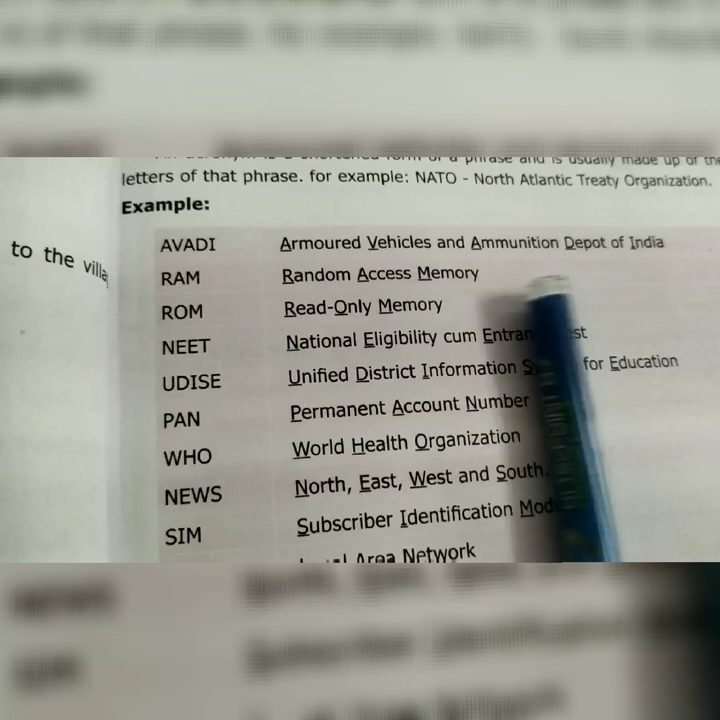 letters of that phrase. for example: NATO - North Atlantic Treaty Organization.
Example:
to the
AVADI Armoured Vehicles and Ammunition Depot of India
RAM Random Access Memory
ROM Read-Only Memory
NEET National Eligibility cum
UDISE Unified District Information for Education
PAN Permanent Account Number
WHO World Health Organization
NEWS North, East, West and South.
SIM Subscriber Identification
Area Network